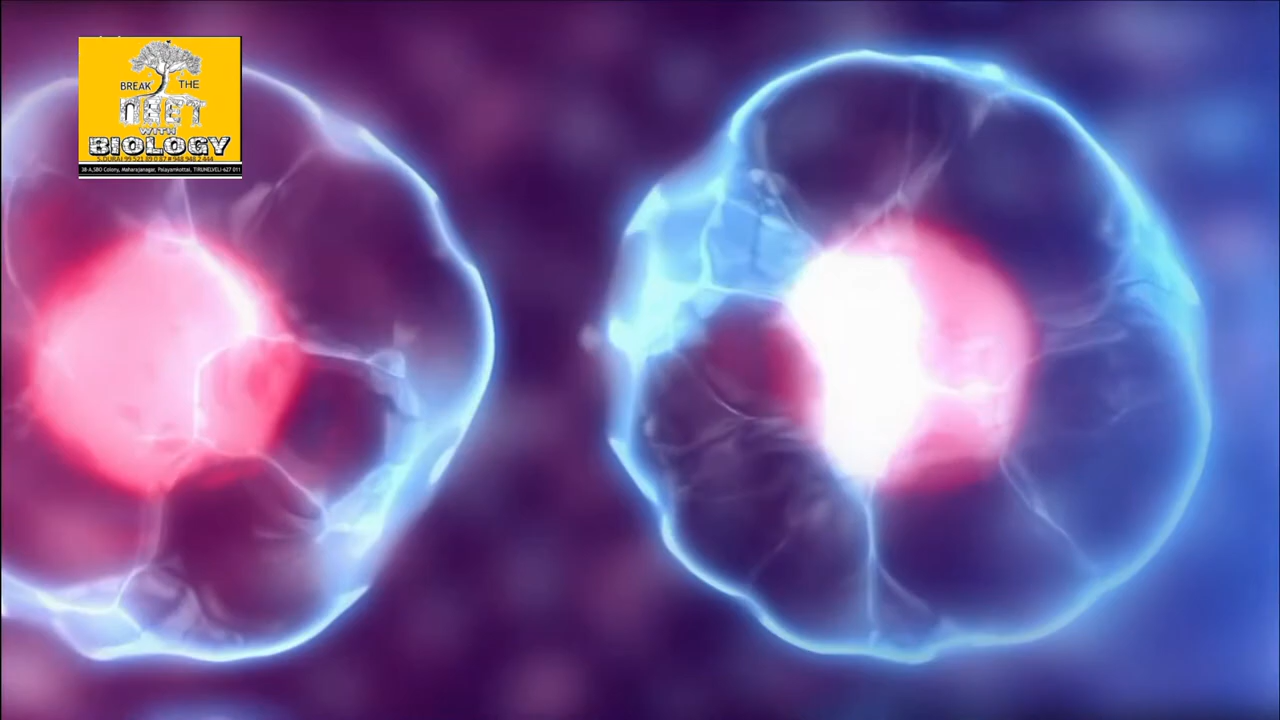 BREAK THE
NEET
WITH
BIOLOGY
38-A,SBO Colony, Maharajanagar, Palayamkottai, TIRUNELVELI-627 011